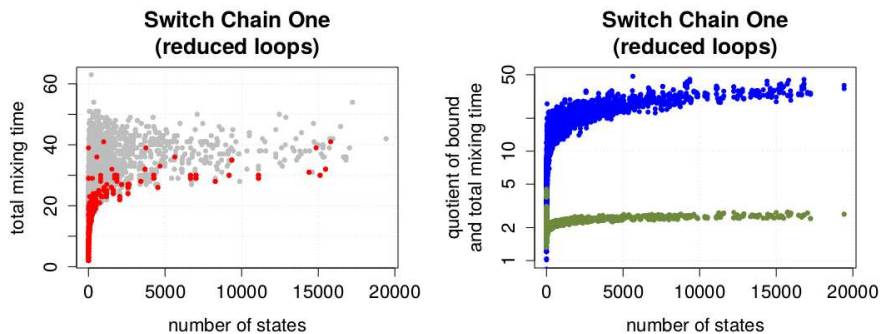 Switch Chain One
(reduced loops)
total mixing time
0
20
40
60
0
5000
10000
15000
20000
number of states
Switch Chain One
(reduced loops)
quotient of bound
and total mixing time
1
2
5
10
20
50
0
5000
10000
15000
20000
number of states